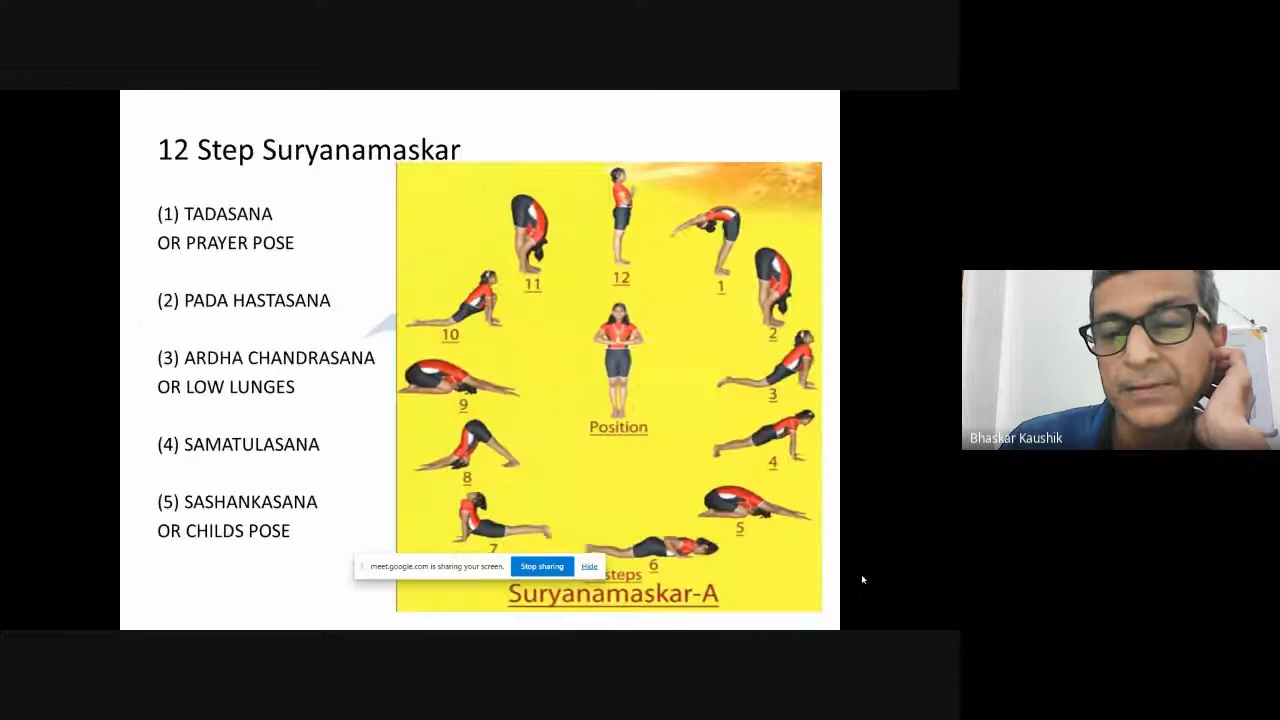 12 Step Suryanamaskar
(1) TADASANA
OR PRAYER POSE
(2) PADA HASTASANA
(3) ARDHA CHANDRASANA
OR LOW LUNGES
(4) SAMATULASANA
(5) SASHANKASANA
OR CHILDS POSE
12
11
1
10
2
9
3
Position
8
4
7
5
6
steps
Suryanamaskar-A
meet.google.com is sharing your screen.
Stop sharing
Hide
Bhaskar Kaushik